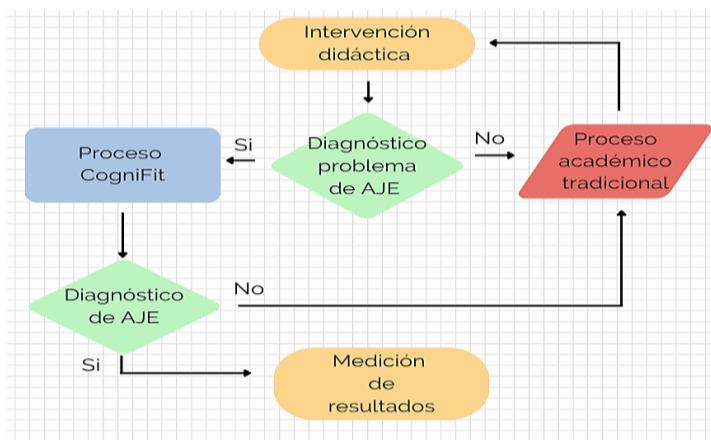 Intervención
didáctica
Diagnóstico
problema
de AJE
Si
No
Proceso
CogniFit
Proceso
académico
tradicional
Diagnóstico
de AJE
No
Si
Medición
de
resultados